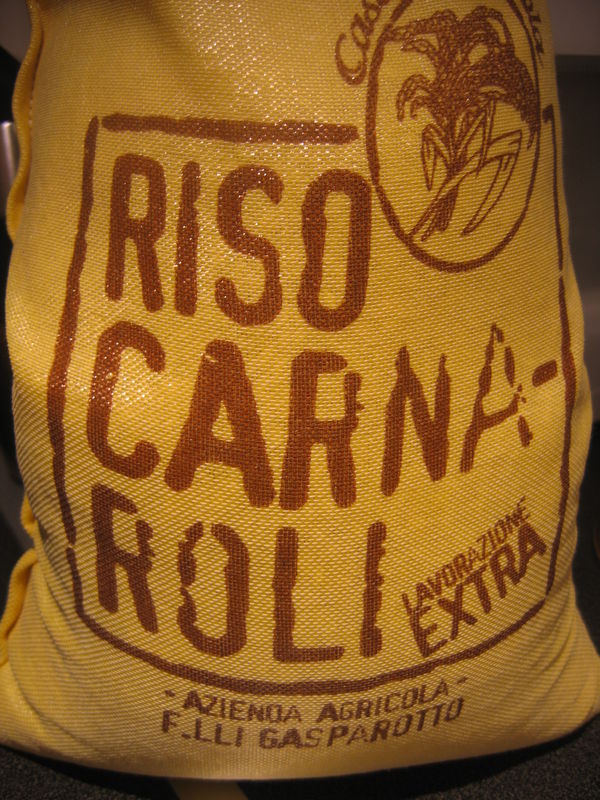 RISO
CARNA-
ROLI
LAVORAZIONE
EXTRA
- AZIENDA AGRICOLA -
F.LLI GASPAROTTO